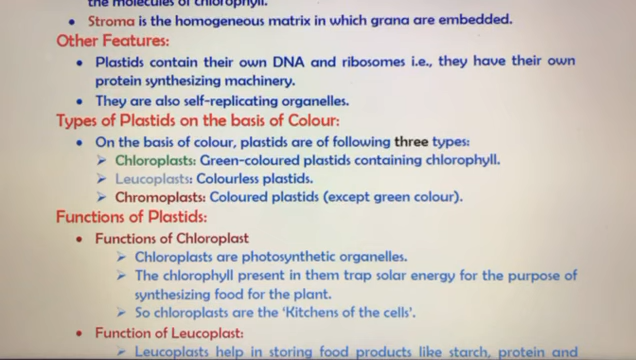 the molecules of chlorophyll.
• Stroma is the homogeneous matrix in which grana are embedded.
Other Features:
• Plastids contain their own DNA and ribosomes i.e., they have their own
protein synthesizing machinery.
• They are also self-replicating organelles.
Types of Plastids on the basis of Colour:
• On the basis of colour, plastids are of following three types:
➢ Chloroplasts: Green-coloured plastids containing chlorophyll.
➢ Leucoplasts: Colourless plastids.
➢ Chromoplasts: Coloured plastids (except green colour).
Functions of Plastids:
• Functions of Chloroplast
➢ Chloroplasts are photosynthetic organelles.
➢ The chlorophyll present in them trap solar energy for the purpose of
synthesizing food for the plant.
➢ So chloroplasts are the 'Kitchens of the cells'.
• Function of Leucoplast:
➢ Leucoplasts help in storing food products like starch, protein and